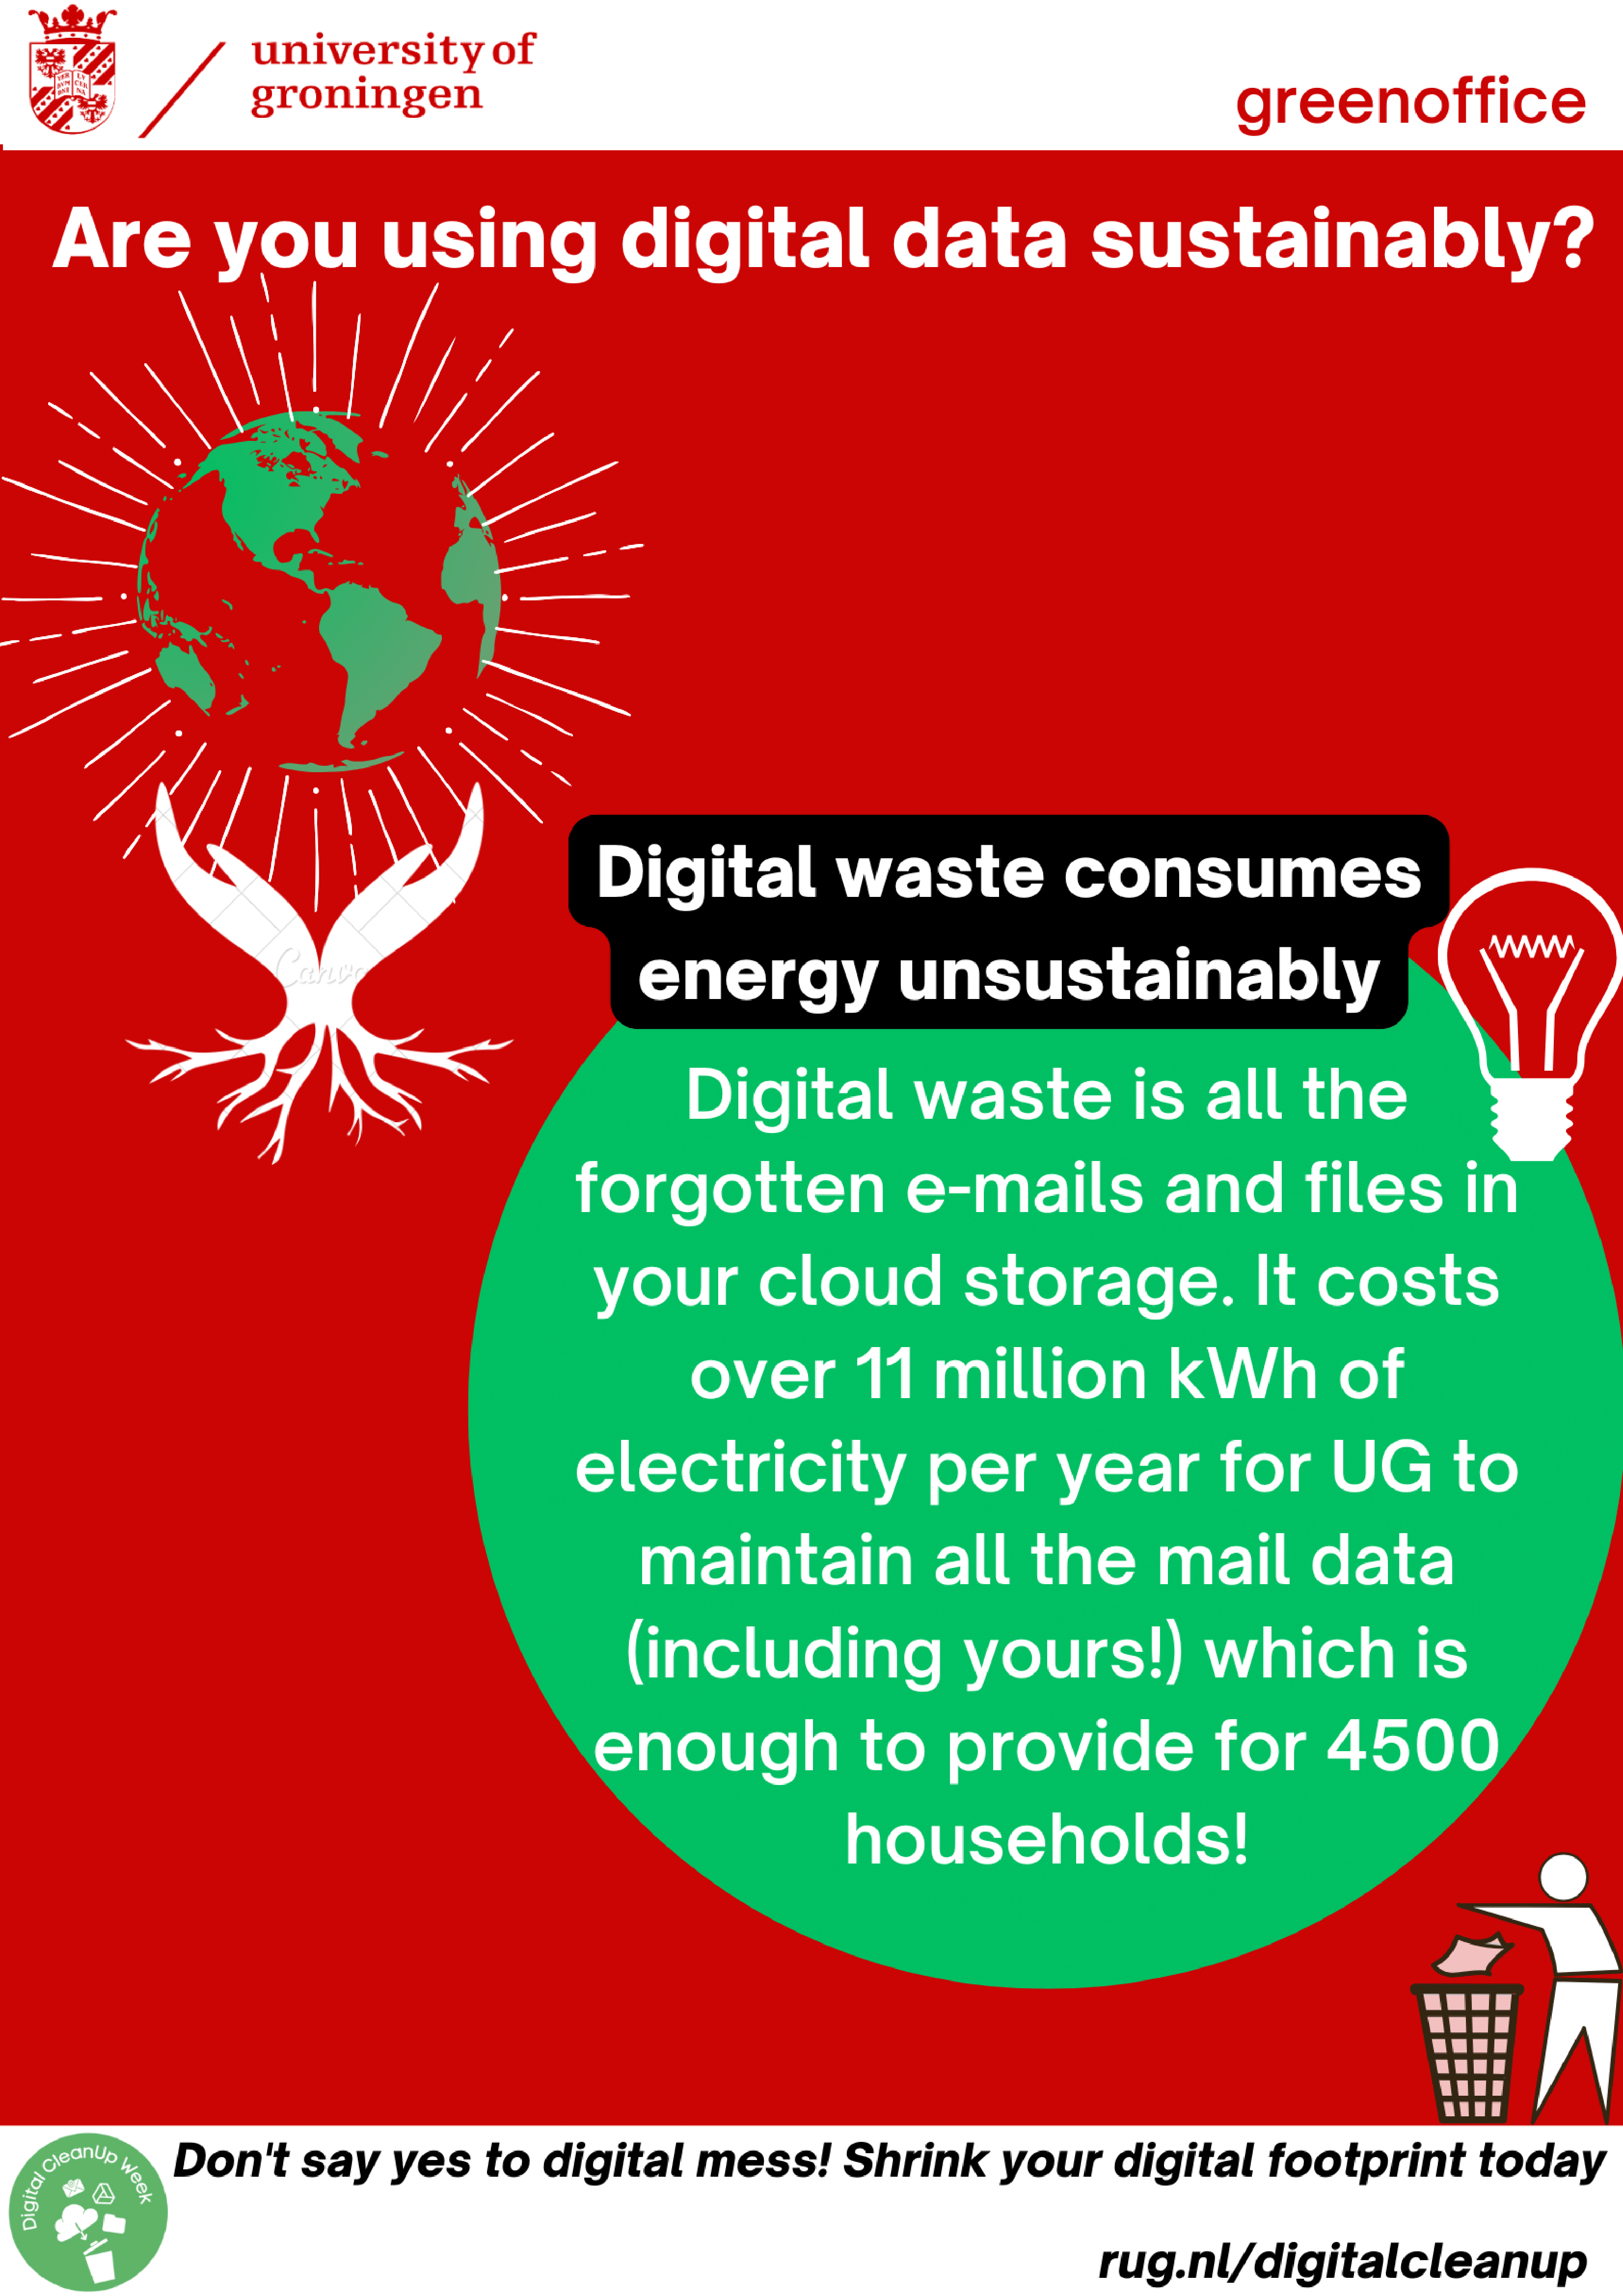 university of
groningen
greenoffice
Are you using digital data sustainably?
Canva
Digital waste consumes
energy unsustainably
Digital waste is all the
forgotten e-mails and files in
your cloud storage. It costs
over 11 million kWh of
electricity per year for UG to
maintain all the mail data
(including yours!) which is
enough to provide for 4500
households!
Digital CleanUp Week
Don't say yes to digital mess! Shrink your digital footprint today
rug.nl/digitalcleanup